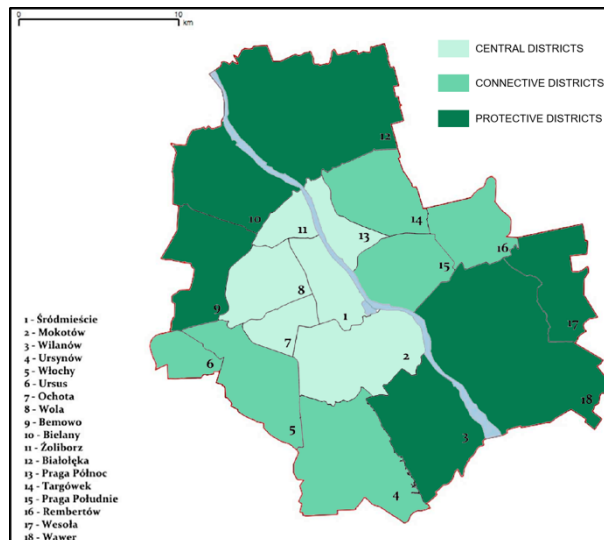 0 10
km
CENTRAL DISTRICTS
CONNECTIVE DISTRICTS
PROTECTIVE DISTRICTS
12
10
11
13
14
16
15
9
8
1
17
7
2
6
18
5
3
4
1 - Śródmieście
2 - Mokotów
3 - Wilanów
4 - Ursynów
5 - Włochy
6 - Ursus
7 - Ochota
8 - Wola
9 - Bemowo
10 - Bielany
11 - Żoliborz
12 - Białołęka
13 - Praga Północ
14 - Targówek
15 - Praga Południe
16 - Rembertów
17 - Wesoła
18 - Wawer